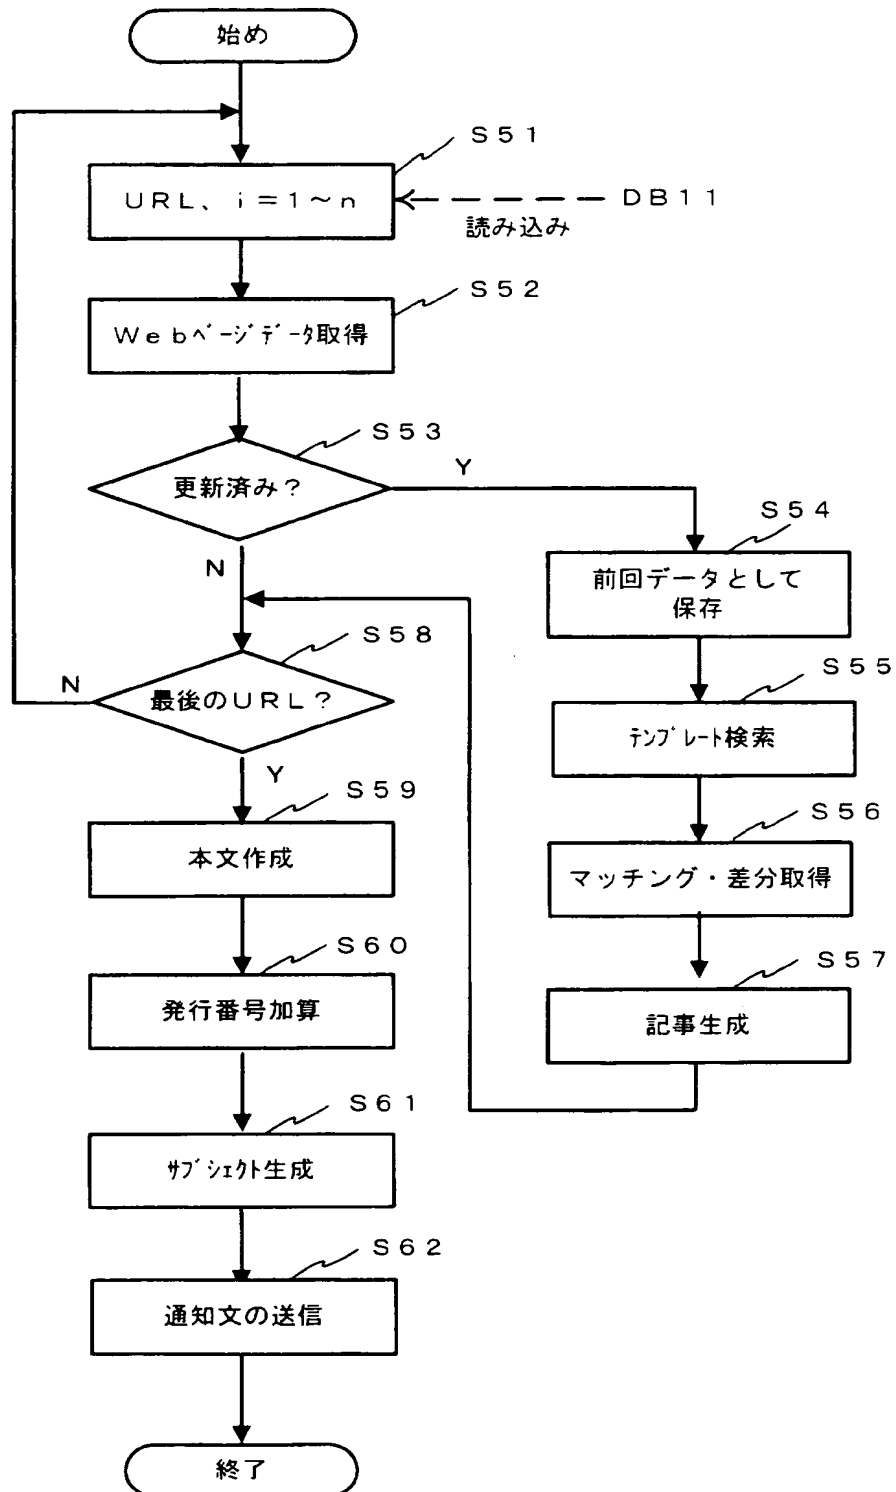 始め
S51
URL、i=1~n
DB11
読み込み
S52
Webﾍﾟｰｼﾞﾃﾞｰﾀ取得
S53
更新済み?
Y
N
S54
前回データとして
保存
S58
最後のURL?
N
Y
S55
ﾃﾝﾌﾟﾚｰﾄ検索
S59
本文作成
S56
マッチング・差分取得
S60
発行番号加算
S57
記事生成
S61
ｻﾌﾞｼﾞｪｸﾄ生成
S62
通知文の送信
終了